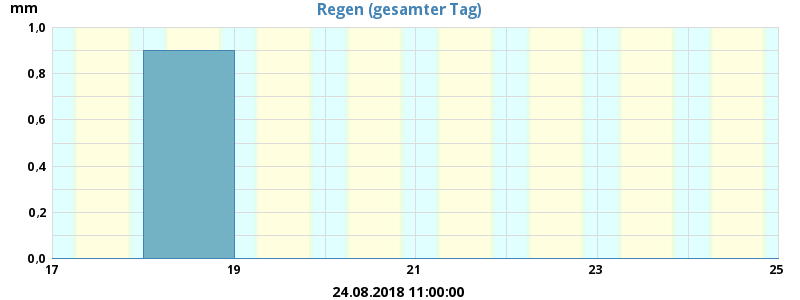 Regen (gesamter Tag)
mm
1,0
0,8
0,6
0,4
0,2
0,0
17 19 21 23 25
24.08.2018 11:00:00